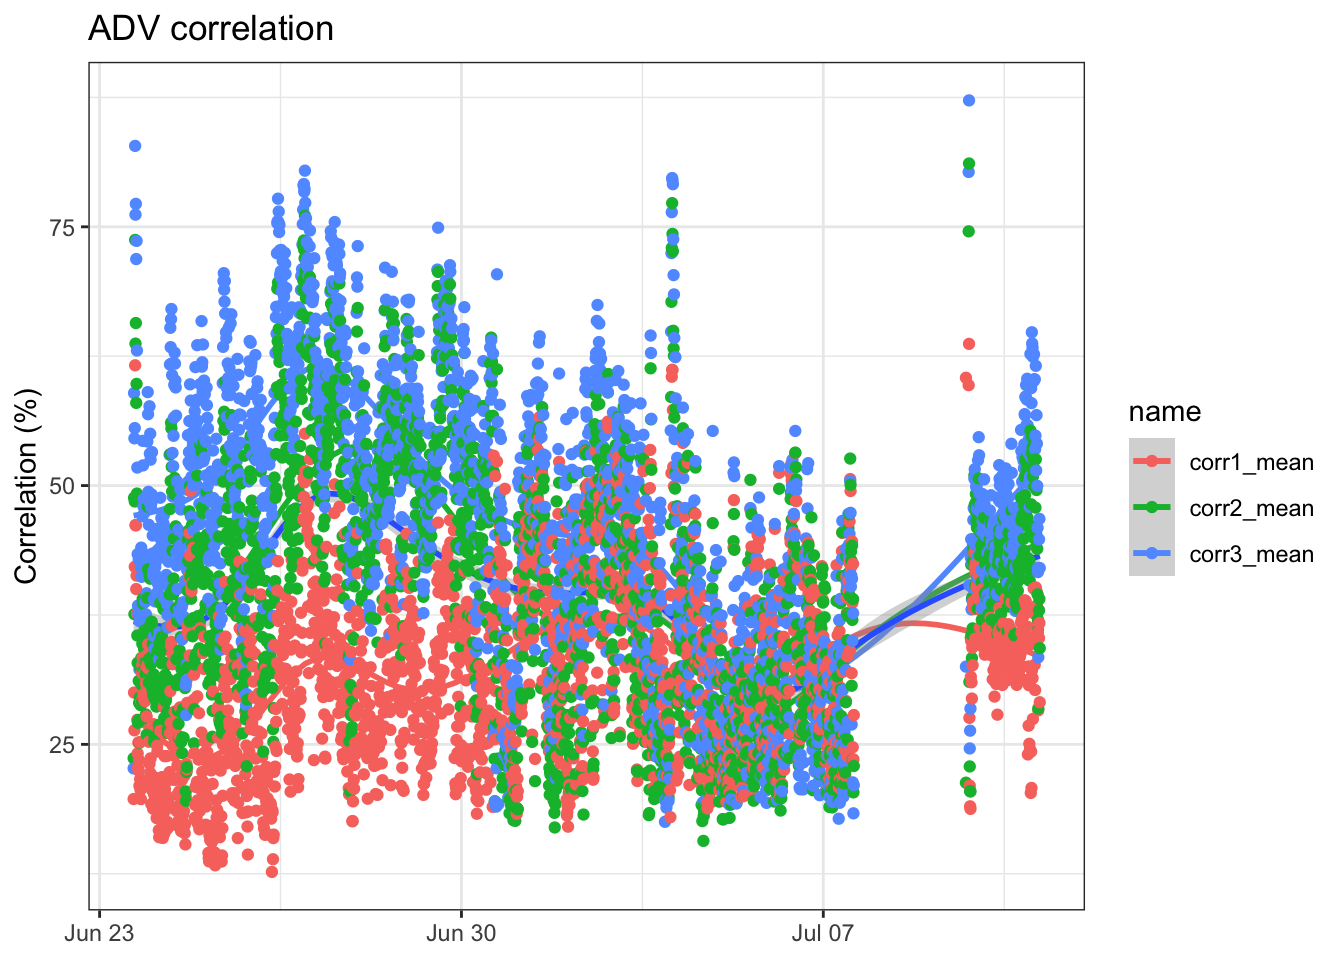 ADV correlation
Correlation (%)
75
50
25
Jun 23
Jun 30
Jul 07
name
corr1_mean
corr2_mean
corr3_mean